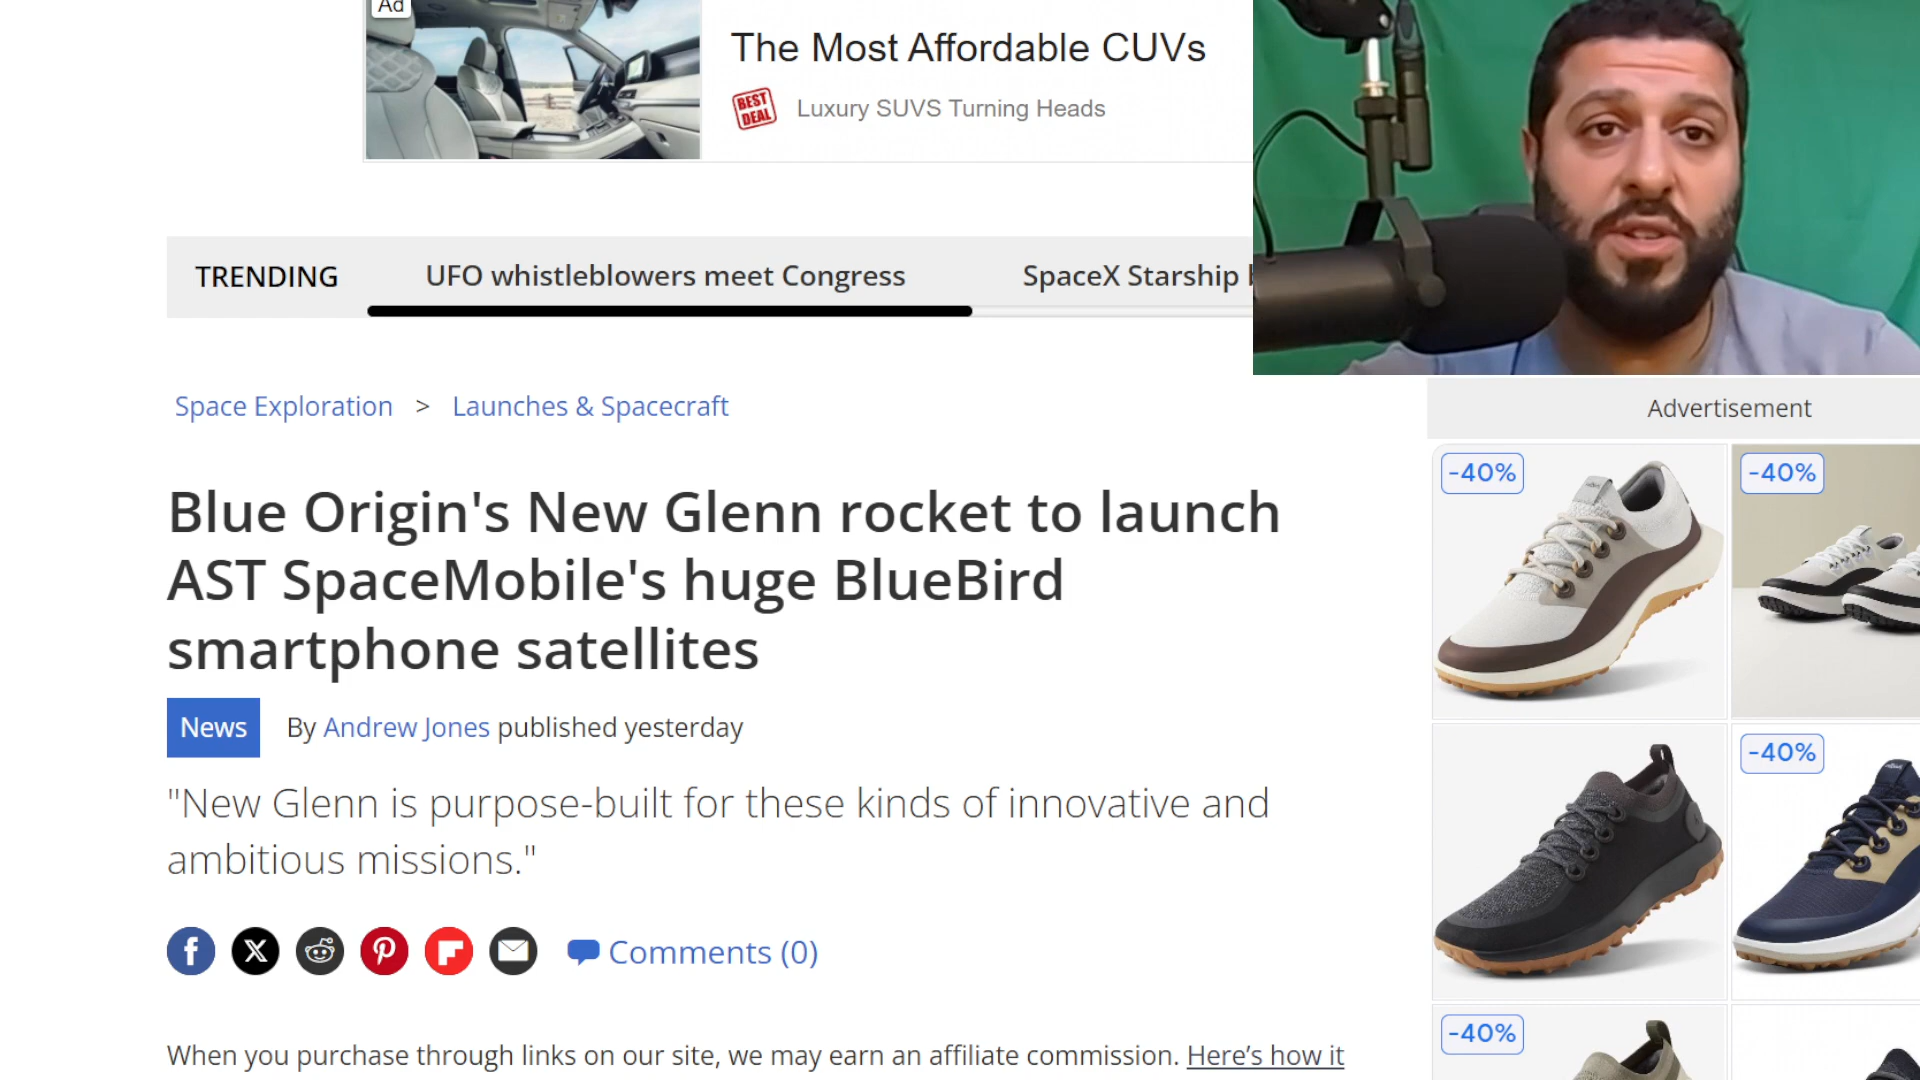 Ad
The Most Affordable CUVs
BEST
DEAL
Luxury SUVS Turning Heads
TRENDING
UFO whistleblowers meet Congress
SpaceX Starship
Space Exploration > Launches & Spacecraft
Advertisement
-40%
-40%
Blue Origin's New Glenn rocket to launch
AST SpaceMobile's huge BlueBird
smartphone satellites
News
By Andrew Jones published yesterday
-40%
"New Glenn is purpose-built for these kinds of innovative and
ambitious missions."
Comments (0)
-40%
When you purchase through links on our site, we may earn an affiliate commission. Here’s how it